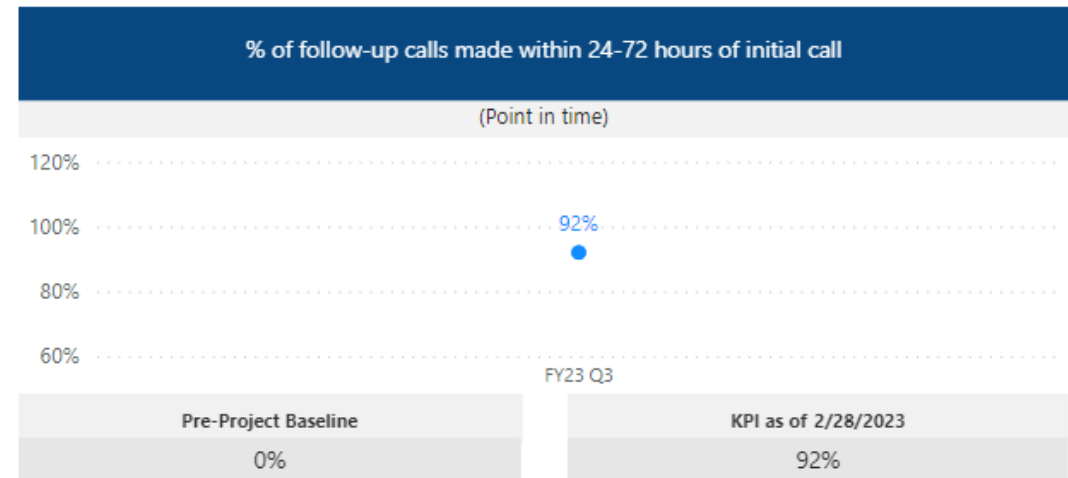 % of follow-up calls made within 24-72 hours of initial call
(Point in time)
120%
100%
92%
80%
60%
FY23 Q3
Pre-Project Baseline
KPI as of 2/28/2023
0%
92%